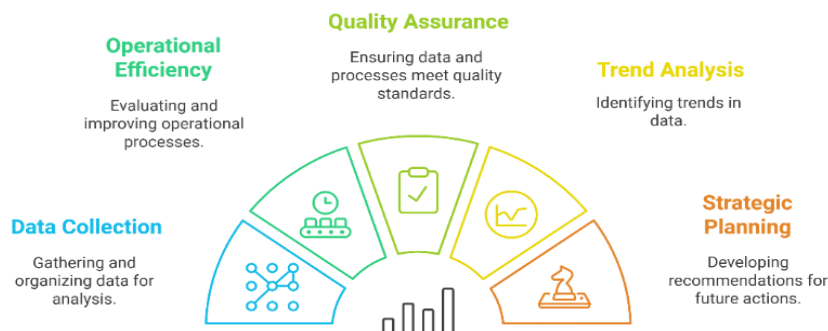 Quality Assurance
Ensuring data and
processes meet quality
standards.
Operational
Efficiency
Evaluating and
improving operational
processes.
Trend Analysis
Identifying trends in
data.
Data Collection
Gathering and
organizing data for
analysis.
Strategic
Planning
Developing
recommendations for
future actions.